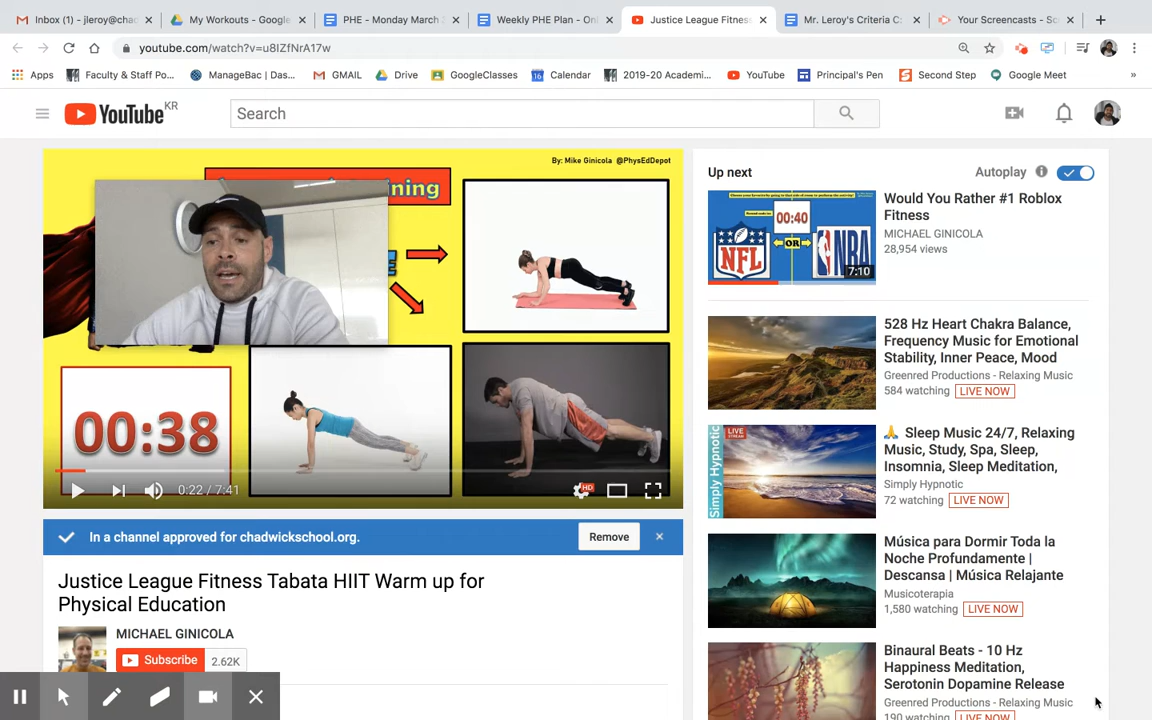 Inbox (1) - jleroy@chac
My Workouts - Google
PHE - Monday March
Weekly PHE Plan - Onl
Justice League Fitness
Mr. Leroy's Criteria C:
Your Screencasts - Sc
youtube.com/watch?v=u8IZfNrA17w
Apps
Faculty & Staff Po...
ManageBac | Das...
GMAIL
Drive
GoogleClasses
Calendar
2019-20 Academi...
YouTube
Principal's Pen
Second Step
Google Meet
»
YouTube KR
Search
By: Mike Ginicola @PhysEdDepot
ning
00:38
0:22 / 7:41
HD
In a channel approved for chadwickschool.org.
Remove
Justice League Fitness Tabata HIIT Warm up for
Physical Education
MICHAEL GINICOLA
Subscribe
2.62K
Up next
Autoplay
00:40
NFL
OR
NBA
7:10
Would You Rather #1 Roblox
Fitness
MICHAEL GINICOLA
28,954 views
528 Hz Heart Chakra Balance,
Frequency Music for Emotional
Stability, Inner Peace, Mood
Greenred Productions - Relaxing Music
584 watching
LIVE NOW
Simply Hypnotic
LIVE
🙏 Sleep Music 24/7, Relaxing
Music, Study, Spa, Sleep,
Insomnia, Sleep Meditation,
Simply Hypnotic
72 watching
LIVE NOW
Música para Dormir Toda la
Noche Profundamente |
Descansa | Música Relajante
Musicoterapia
1,580 watching
LIVE NOW
Binaural Beats - 10 Hz
Happiness Meditation,
Serotonin Dopamine Release
Greenred Productions - Relaxing Music
190 watching
LIVE NOW